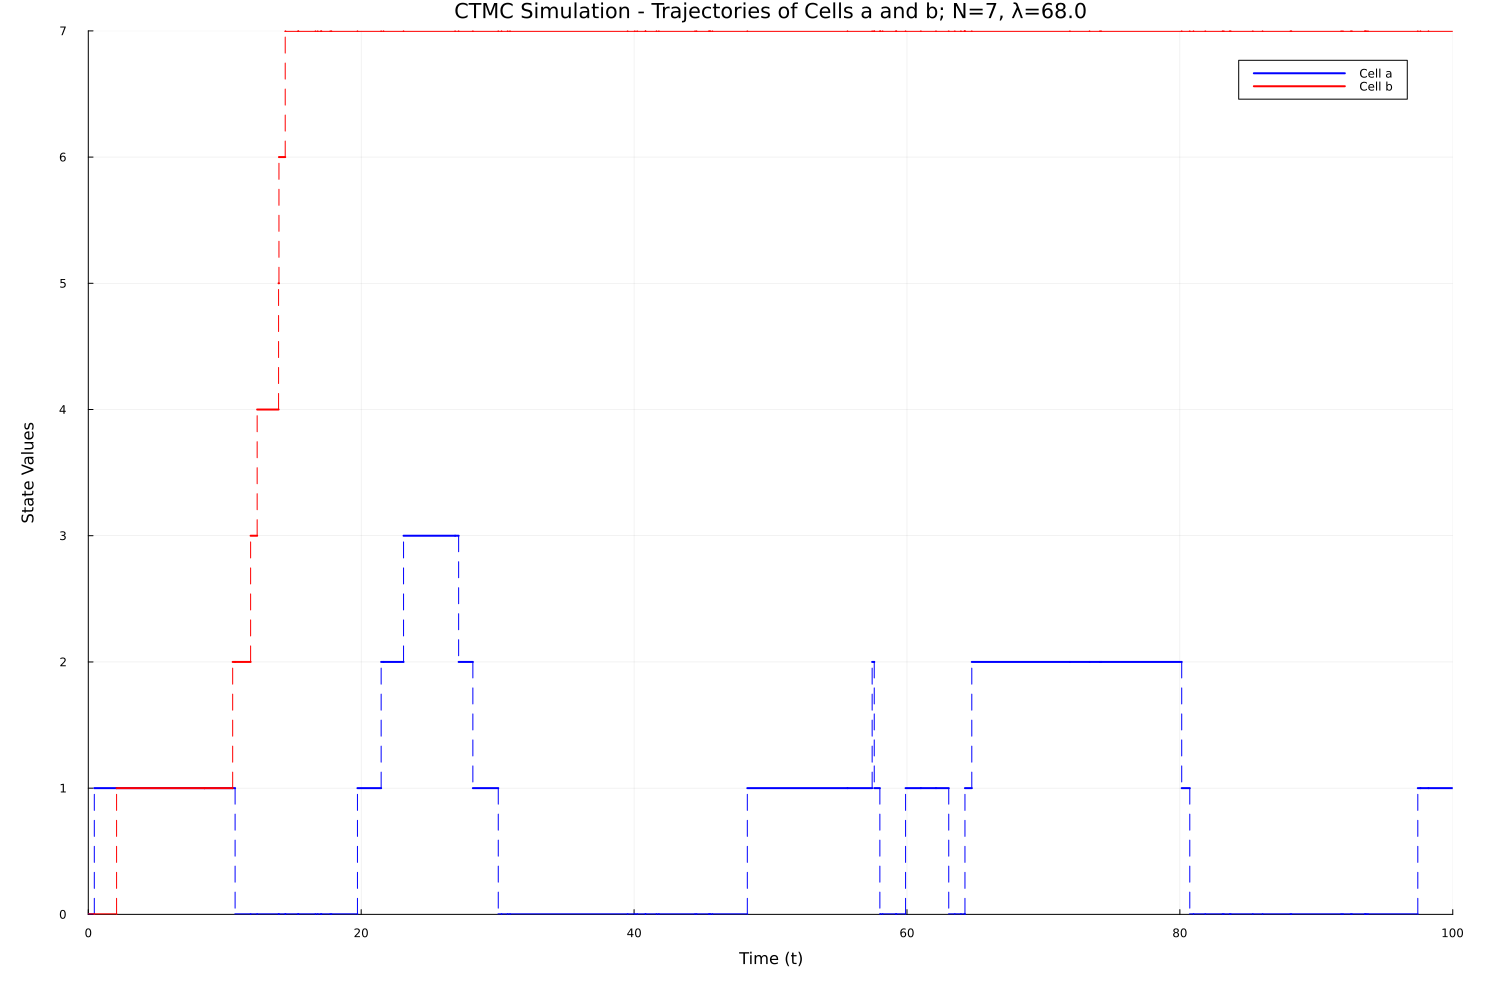 CTMC Simulation - Trajectories of Cells a and b; N=7, λ=68.0
7
Cell a
Cell b
6
5
4
State Values
3
2
1
0
0 20 40 60 80 100
Time (t)